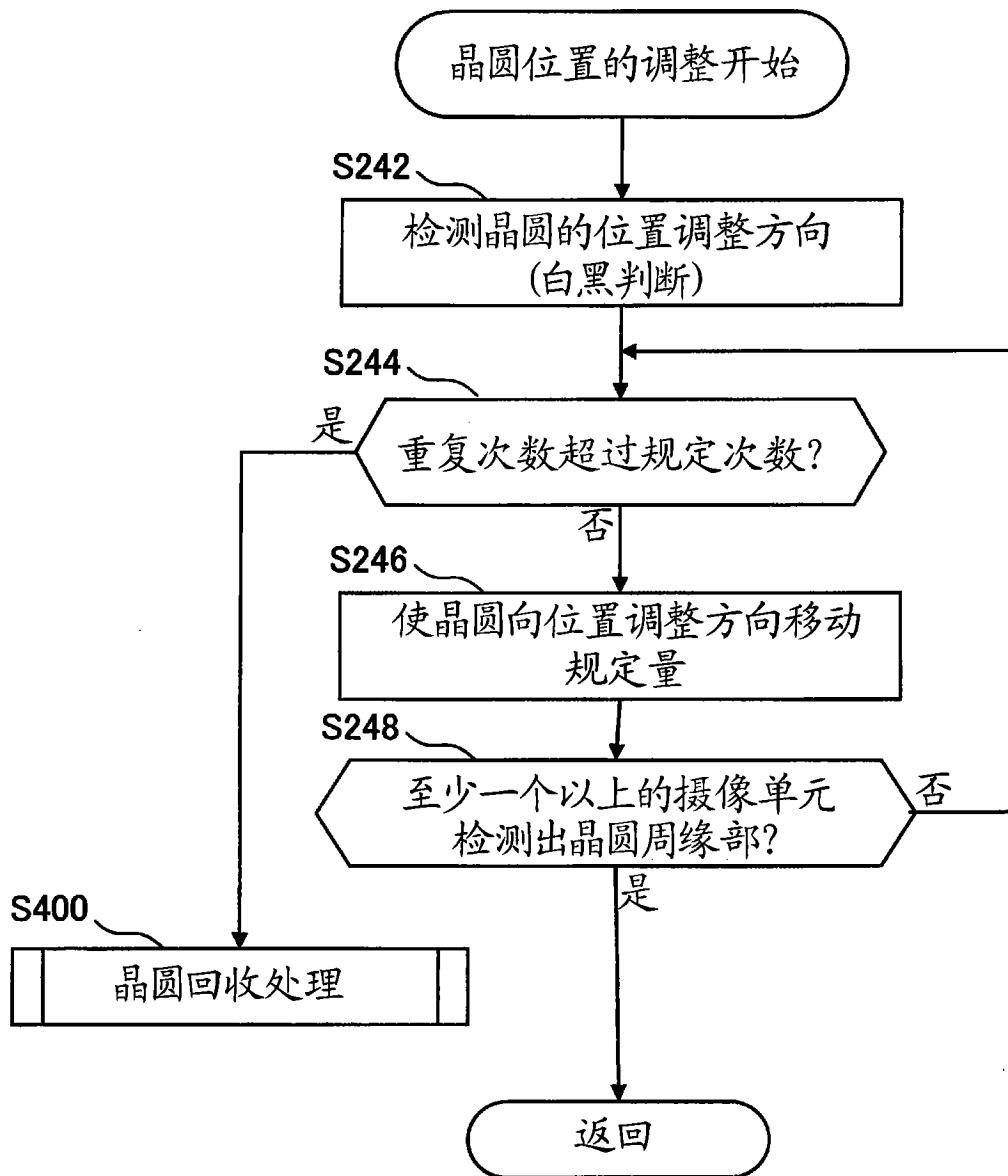 晶圆位置的调整开始
S242
检测晶圆的位置调整方向
(白黑判断)
S244
是
重复次数超过规定次数?
否
S246
使晶圆向位置调整方向移动
规定量
S248
至少一个以上的摄像单元
检测出晶圆周缘部?
否
是
S400
晶圆回收处理
返回